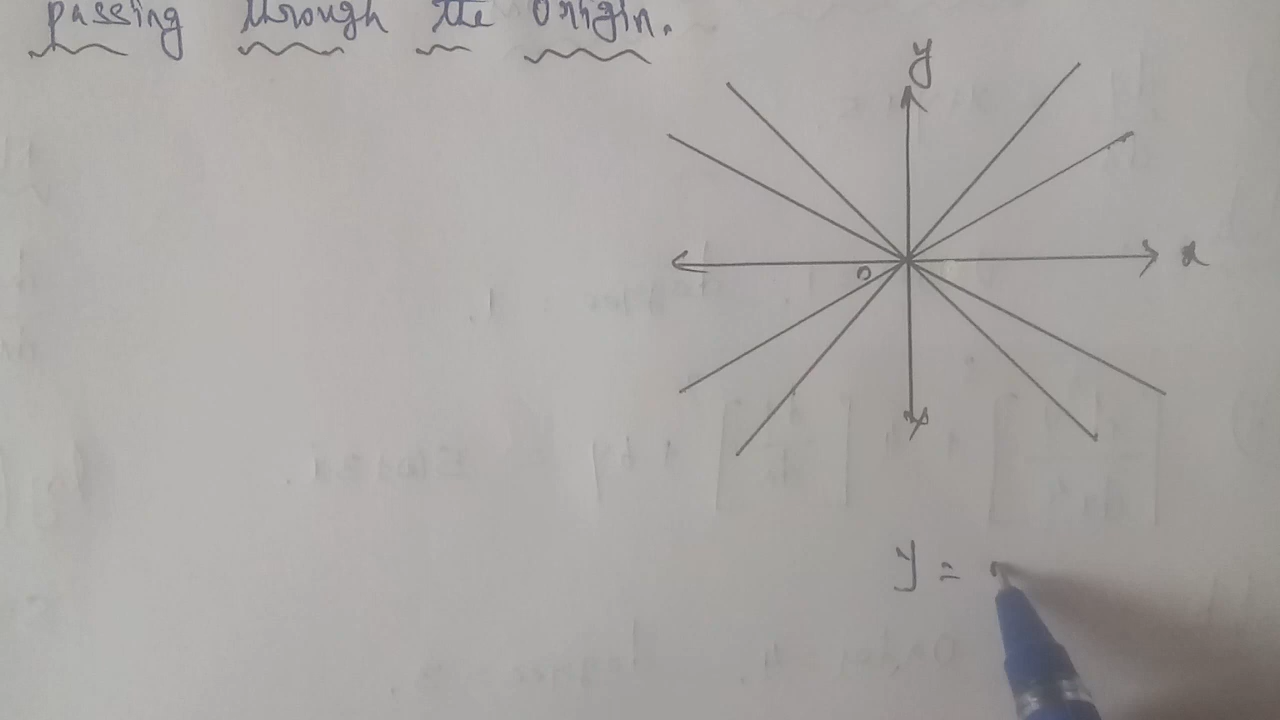 passing through the origin.
y
x
o
y =